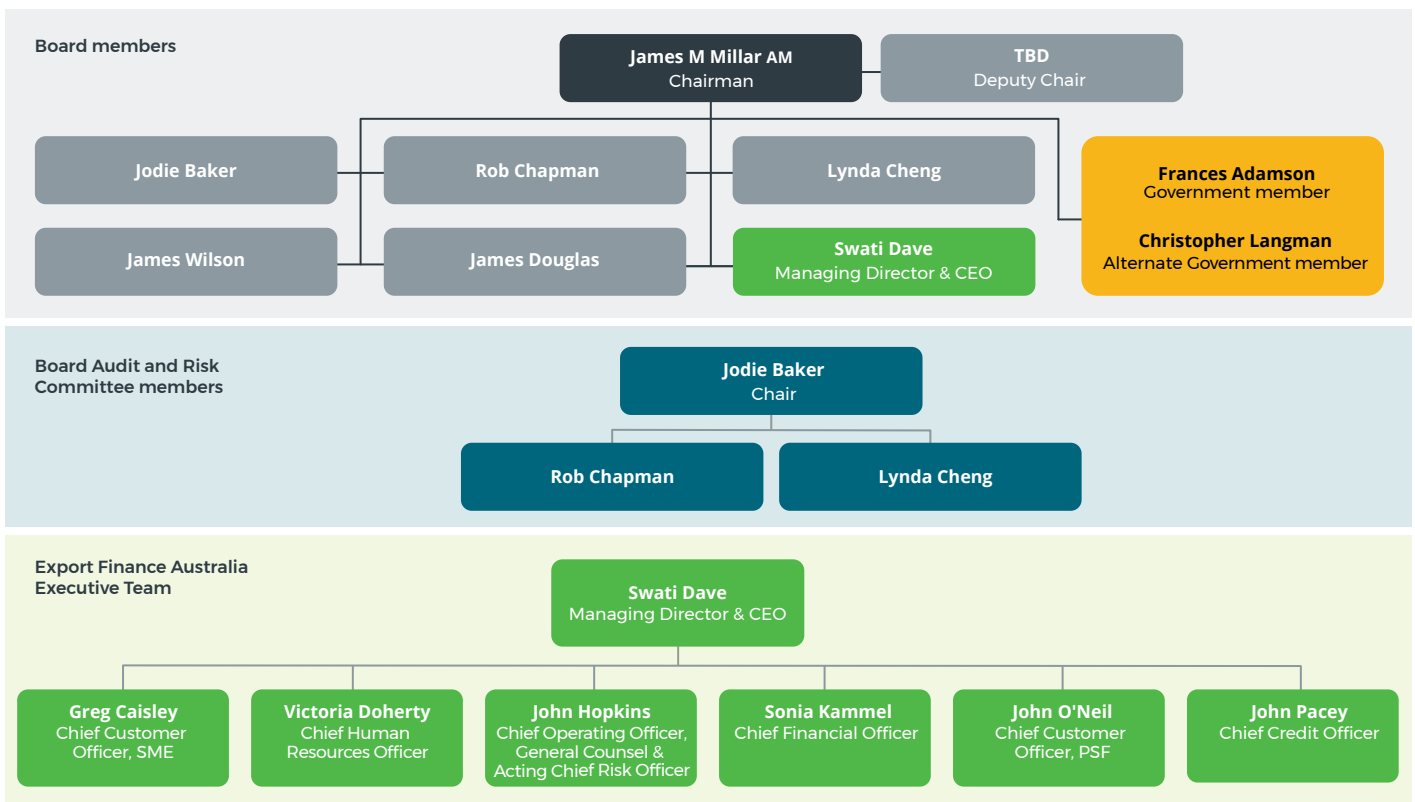 Board members
James M Millar AM
Chairman
TBD
Deputy Chair
Jodie Baker
Rob Chapman
Lynda Cheng
Frances Adamson
Government member
Christopher Langman
Alternate Government member
James Wilson
James Douglas
Swati Dave
Managing Director & CEO
Board Audit and Risk
Committee members
Jodie Baker
Chair
Rob Chapman
Lynda Cheng
Export Finance Australia
Executive Team
Swati Dave
Managing Director & CEO
Greg Caisley
Chief Customer
Officer, SME
Victoria Doherty
Chief Human
Resources Officer
John Hopkins
Chief Operating Officer,
General Counsel &
Acting Chief Risk Officer
Sonia Kammel
Chief Financial Officer
John O'Neil
Chief Customer
Officer, PSF
John Pacey
Chief Credit Officer